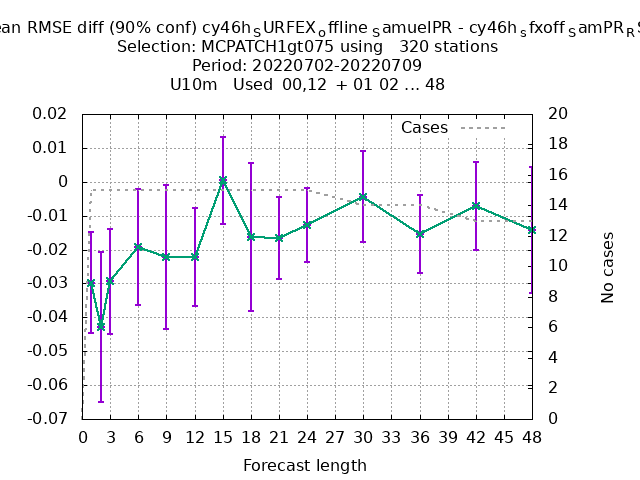 ean RMSE diff (90% conf) cy46hSURFEXoffline SamuelPR - cy46hsfxoffSamPRR
Selection: MCPATCH1gt075 using 320 stations
Period: 20220702-20220709
U10m Used 00,12 + 01 02 ... 48
Cases
0.02
0.01
0
-0.01
-0.02
-0.03
-0.04
-0.05
-0.06
-0.07
20
18
16
14
12
10
8
6
4
2
0
No cases
0 3 6 9 12 15 18 21 24 27 30 33 36 39 42 45 48
Forecast length